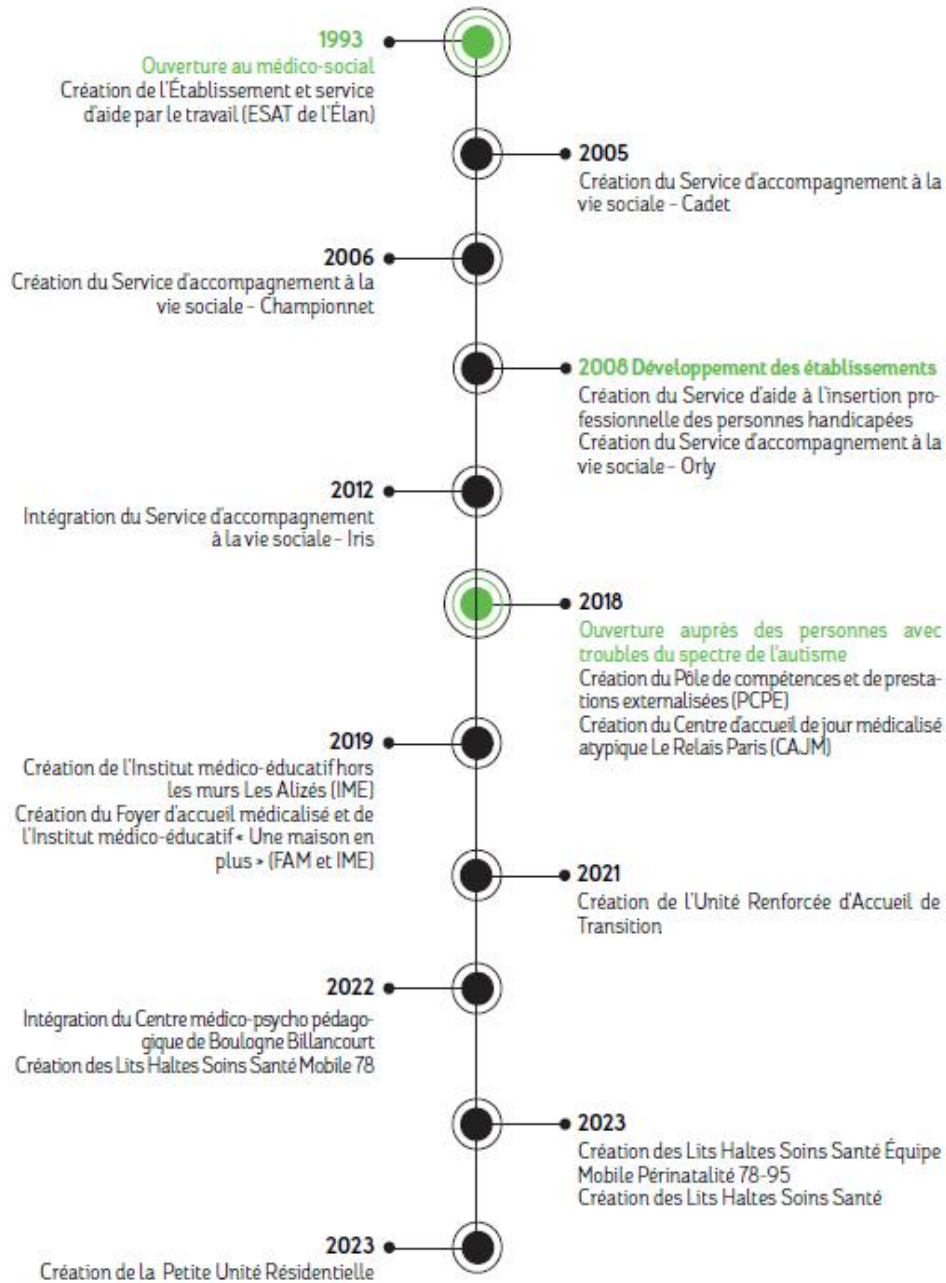 1993
Ouverture au médico-social
Création de l'Établissement et service
d'aide par le travail (ESAT de l'Élan)
2005
Création du Service d'accompagnement à la
vie sociale - Cadet
2006
Création du Service d'accompagnement à la
vie sociale - Championnet
2008 Développement des établissements
Création du Service d'aide à l'insertion pro-
fessionnelle des personnes handicapées
Création du Service d'accompagnement à la
vie sociale - Orly
2012
Intégration du Service d'accompagnement
à la vie sociale - Iris
2018
Ouverture auprès des personnes avec
troubles du spectre de l'autisme
Création du Pôle de compétences et de presta-
tions externalisées (PCPE)
Création du Centre d'accueil de jour médicalisé
atypique Le Relais Paris (CAJM)
2019
Création de l'Institut médico-éducatif hors
les murs Les Alizés (IME)
Création du Foyer d'accueil médicalisé et de
l'Institut médico-éducatif « Une maison en
plus » (FAM et IME)
2021
Création de l'Unité Renforcée d'Accueil de
Transition
2022
Intégration du Centre médico-psycho pédago-
gique de Boulogne Billancourt
Création des Lits Haltes Soins Santé Mobile 78
2023
Création des Lits Haltes Soins Santé Équipe
Mobile Périnatalité 78-95
Création des Lits Haltes Soins Santé
2023
Création de la Petite Unité Résidentielle